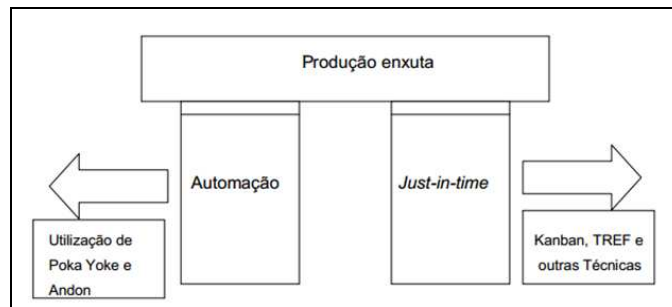 Produção enxuta
Automação
Just-in-time
Utilização de
Poka Yoke e
Andon
Kanban, TREF e
outras Técnicas